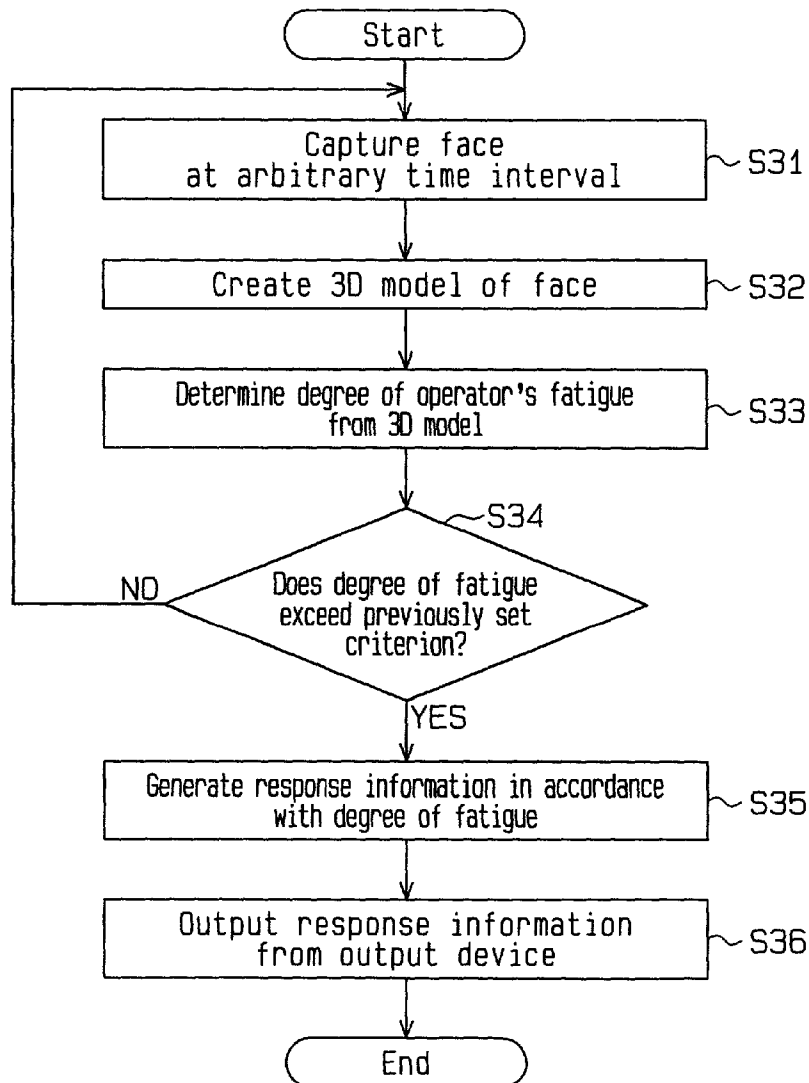 Start
Capture face
at arbitrary time interval
S31
Create 3D model of face
S32
Determine degree of operator's fatigue
from 3D model
S33
S34
NO
Does degree of fatigue
exceed previously set
criterion?
YES
Generate response information in accordance
with degree of fatigue
S35
Output response information
from output device
S36
End